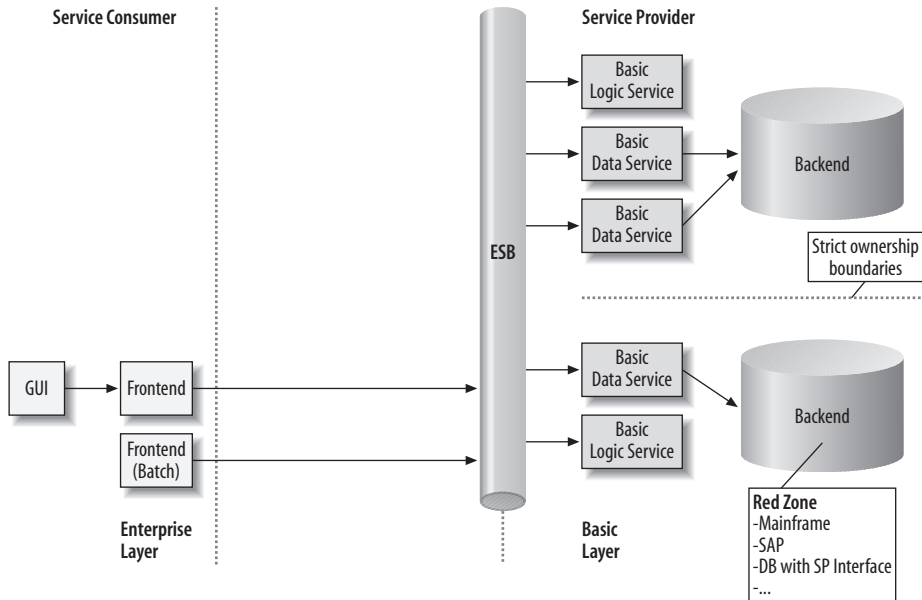 Service Consumer
Service Provider
Basic
Logic Service
Basic
Data Service
Backend
Basic
Data Service
ESB
Strict ownership
boundaries
Basic
Data Service
GUI
Frontend
Backend
Basic
Logic Service
Frontend
(Batch)
Enterprise
Layer
Basic
Layer
Red Zone
-Mainframe
-SAP
-DB with SP Interface
-...